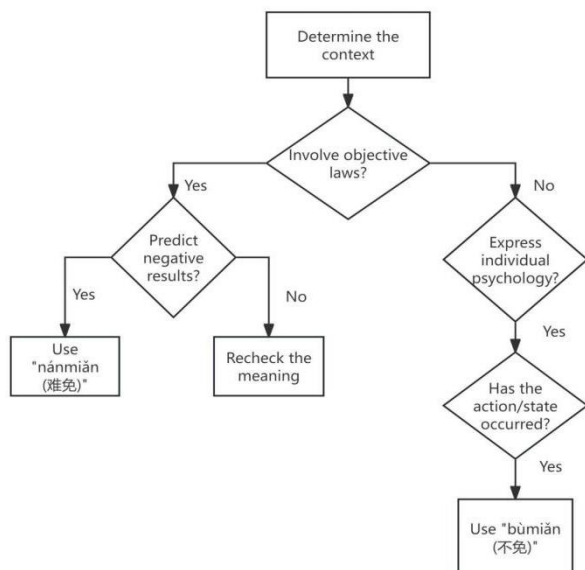 Determine the
context
Involve objective
laws?
Yes
No
Predict
negative
results?
Express
individual
psychology?
Yes
No
Yes
Use
"nánmiǎn
(难免)"
Recheck the
meaning
Has the
action/state
occurred?
Yes
Use "bùmiǎn
(不免)"